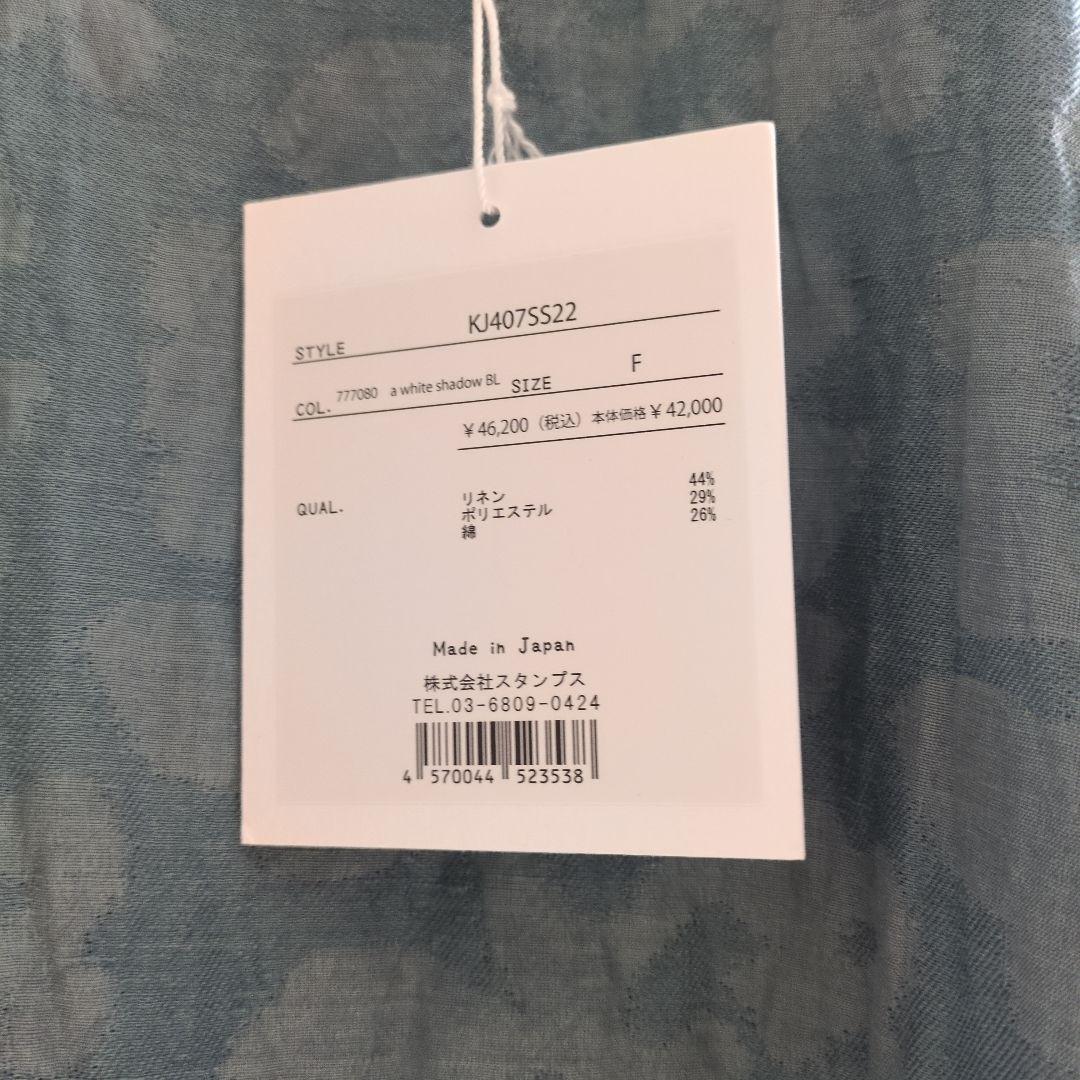 STYLE KJ407SS22
COL. 777080 a white shadow BL SIZE F
¥46,200（税込）本体価格¥42,000
QUAL. リネン 44%
ポリエステル 29%
綿 26%
Made in Japan
株式会社スタンプス
TEL.03-6809-0424
4 570044 523538